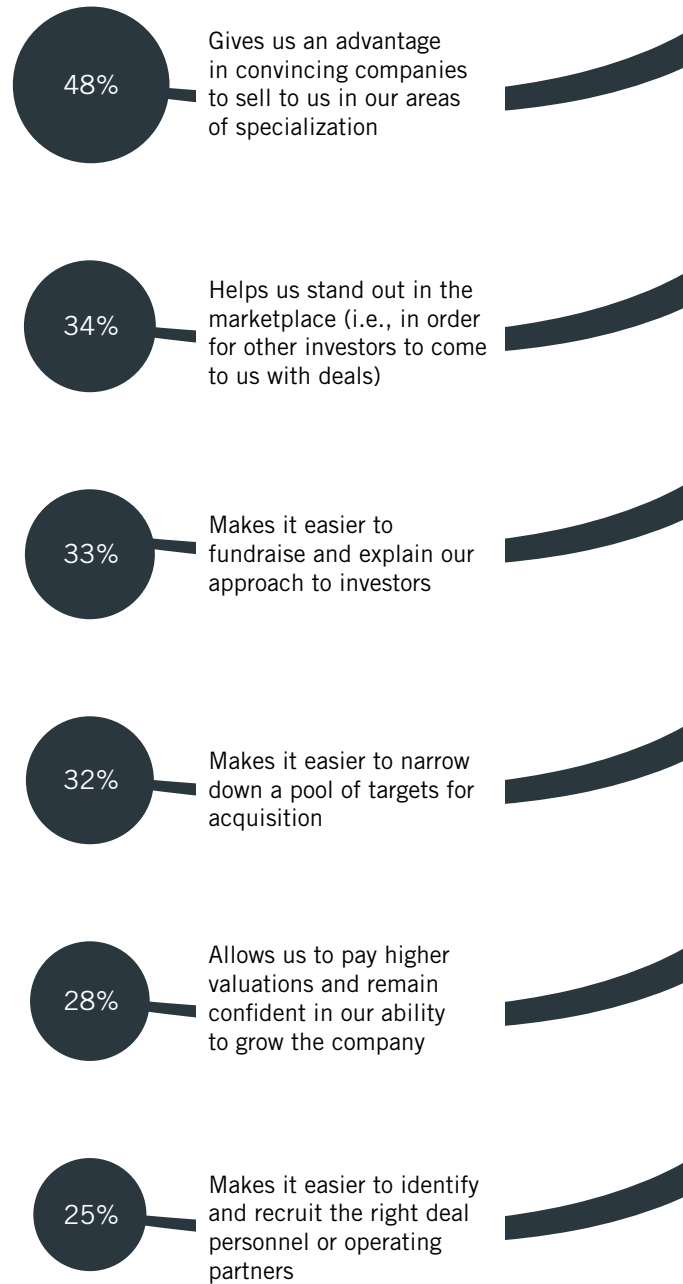 48%
Gives us an advantage
in convincing companies
to sell to us in our areas
of specialization
34%
Helps us stand out in the
marketplace (i.e., in order
for other investors to come
to us with deals)
33%
Makes it easier to
fundraise and explain our
approach to investors
32%
Makes it easier to narrow
down a pool of targets for
acquisition
28%
Allows us to pay higher
valuations and remain
confident in our ability
to grow the company
25%
Makes it easier to identify
and recruit the right deal
personnel or operating
partners